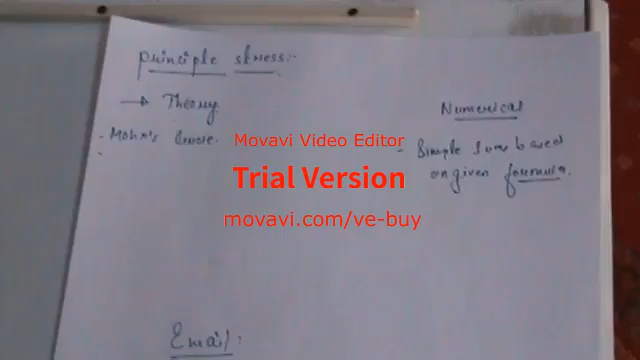 principle stress:-
→ Theory
Numerical
- Mohr's Circle.
- Simple sum based
on given formula.
Movavi Video Editor
Trial Version
movavi.com/ve-buy
Email: